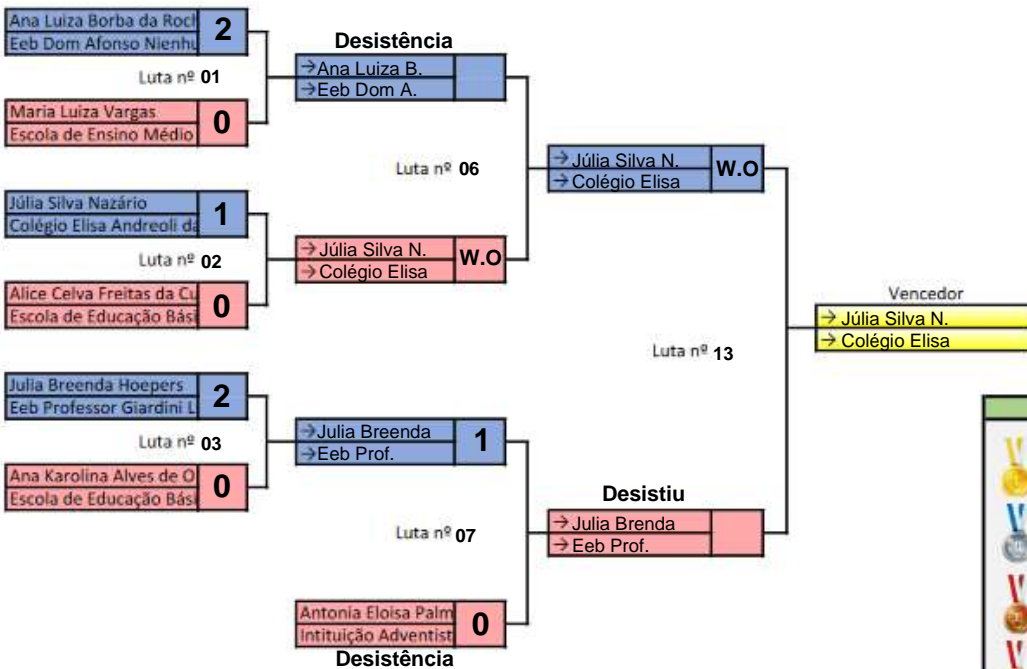 Ana Luiza Borba da Roch
Eeb Dom Afonso Nienhu
2
Luta nº 01
Maria Luiza Vargas
Escola de Ensino Médio
0
Desistência
→Ana Luiza B.
→Eeb Dom A.
Luta nº 06
Júlia Silva Nazário
Colégio Elisa Andreoli da
1
Luta nº 02
Alice Celva Freitas da Cu
Escola de Educação Bási
0
→Júlia Silva N.
→Colégio Elisa
W.O
→ Júlia Silva N.
→ Colégio Elisa
W.O
Luta nº 13
Vencedor
→ Júlia Silva N.
→ Colégio Elisa
Julia Breenda Hoepers
Eeb Professor Giardini L
2
Luta nº 03
Ana Karolina Alves de O
Escola de Educação Bási
0
→Julia Breenda
→Eeb Prof.
1
Luta nº 07
Desistiu
→ Julia Brenda
→ Eeb Prof.
Antonia Eloisa Palm
Intituição Adventist
0
Desistência